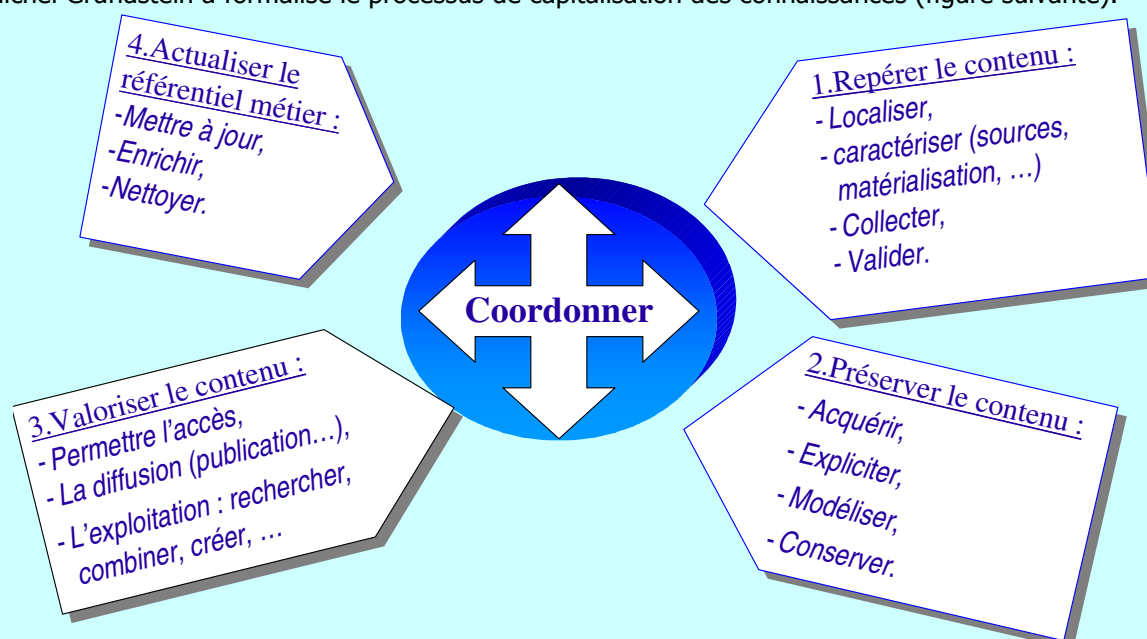 ichel Grundstein a formalisé le processus de capitalisation des connaissances (figure suivante).
4.Actualiser le
référentiel métier :
-Mettre à jour,
-Enrichir,
-Nettoyer.
1.Repérer le contenu :
- Localiser,
- caractériser (sources,
matérialisation, …)
- Collecter,
- Valider.
Coordonner
3.Valoriser le contenu :
- Permettre l’accès,
- La diffusion (publication…),
- L’exploitation : rechercher,
combiner, créer, …
2.Préserver le contenu :
- Acquérir,
- Expliciter,
- Modéliser,
- Conserver.